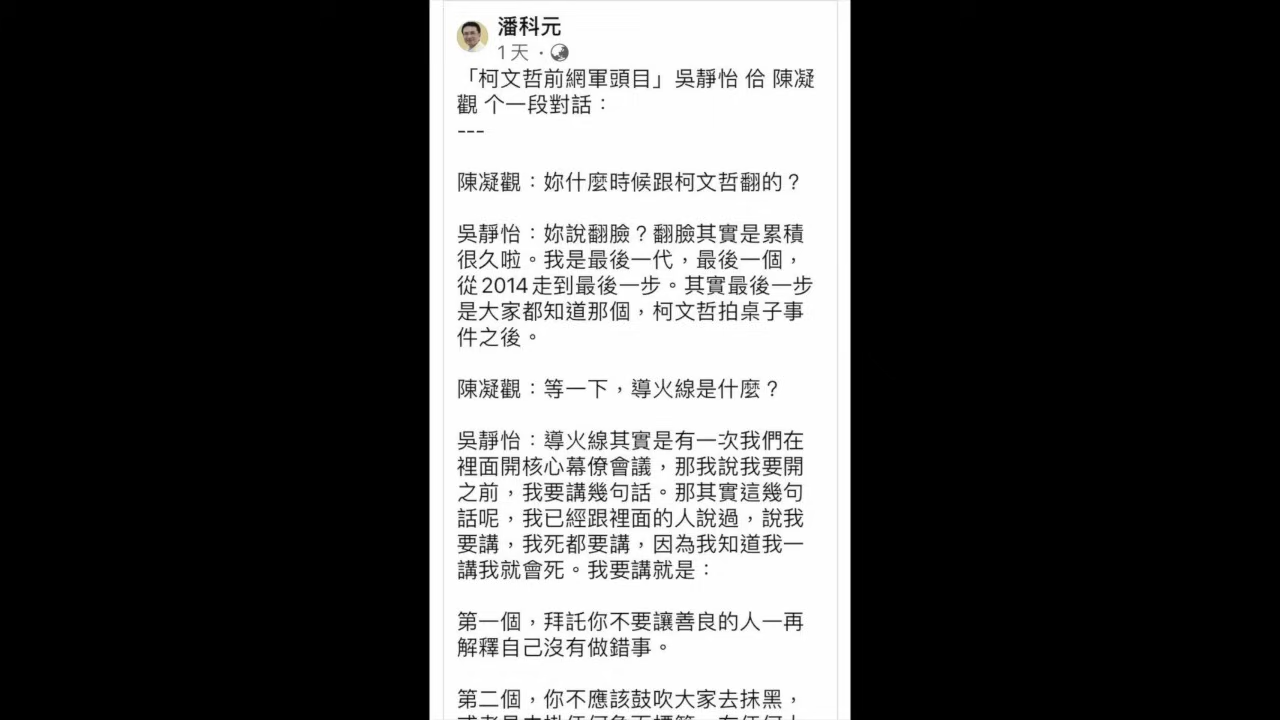 潘科元
1天 ·
「柯文哲前網軍頭目」吳靜怡 佮 陳凝
觀 个一段對話：
---
陳凝觀：妳什麼時候跟柯文哲翻的？
吳靜怡：妳說翻臉？翻臉其實是累積
很久啦。我是最後一代，最後一個，
從2014走到最後一步。其實最後一步
是大家都知道那個，柯文哲拍桌子事
件之後。
陳凝觀：等一下，導火線是什麼？
吳靜怡：導火線其實是有一次我們在
裡面開核心幕僚會議，那我說我要開
之前，我要講幾句話。那其實這幾句
話呢，我已經跟裡面的人說過，說我
要講，我死都要講，因為我知道我一
講我就會死。我要講就是：
第一個，拜託你不要讓善良的人一再
解釋自己沒有做錯事。
第二個，你不應該鼓吹大家去抹黑，